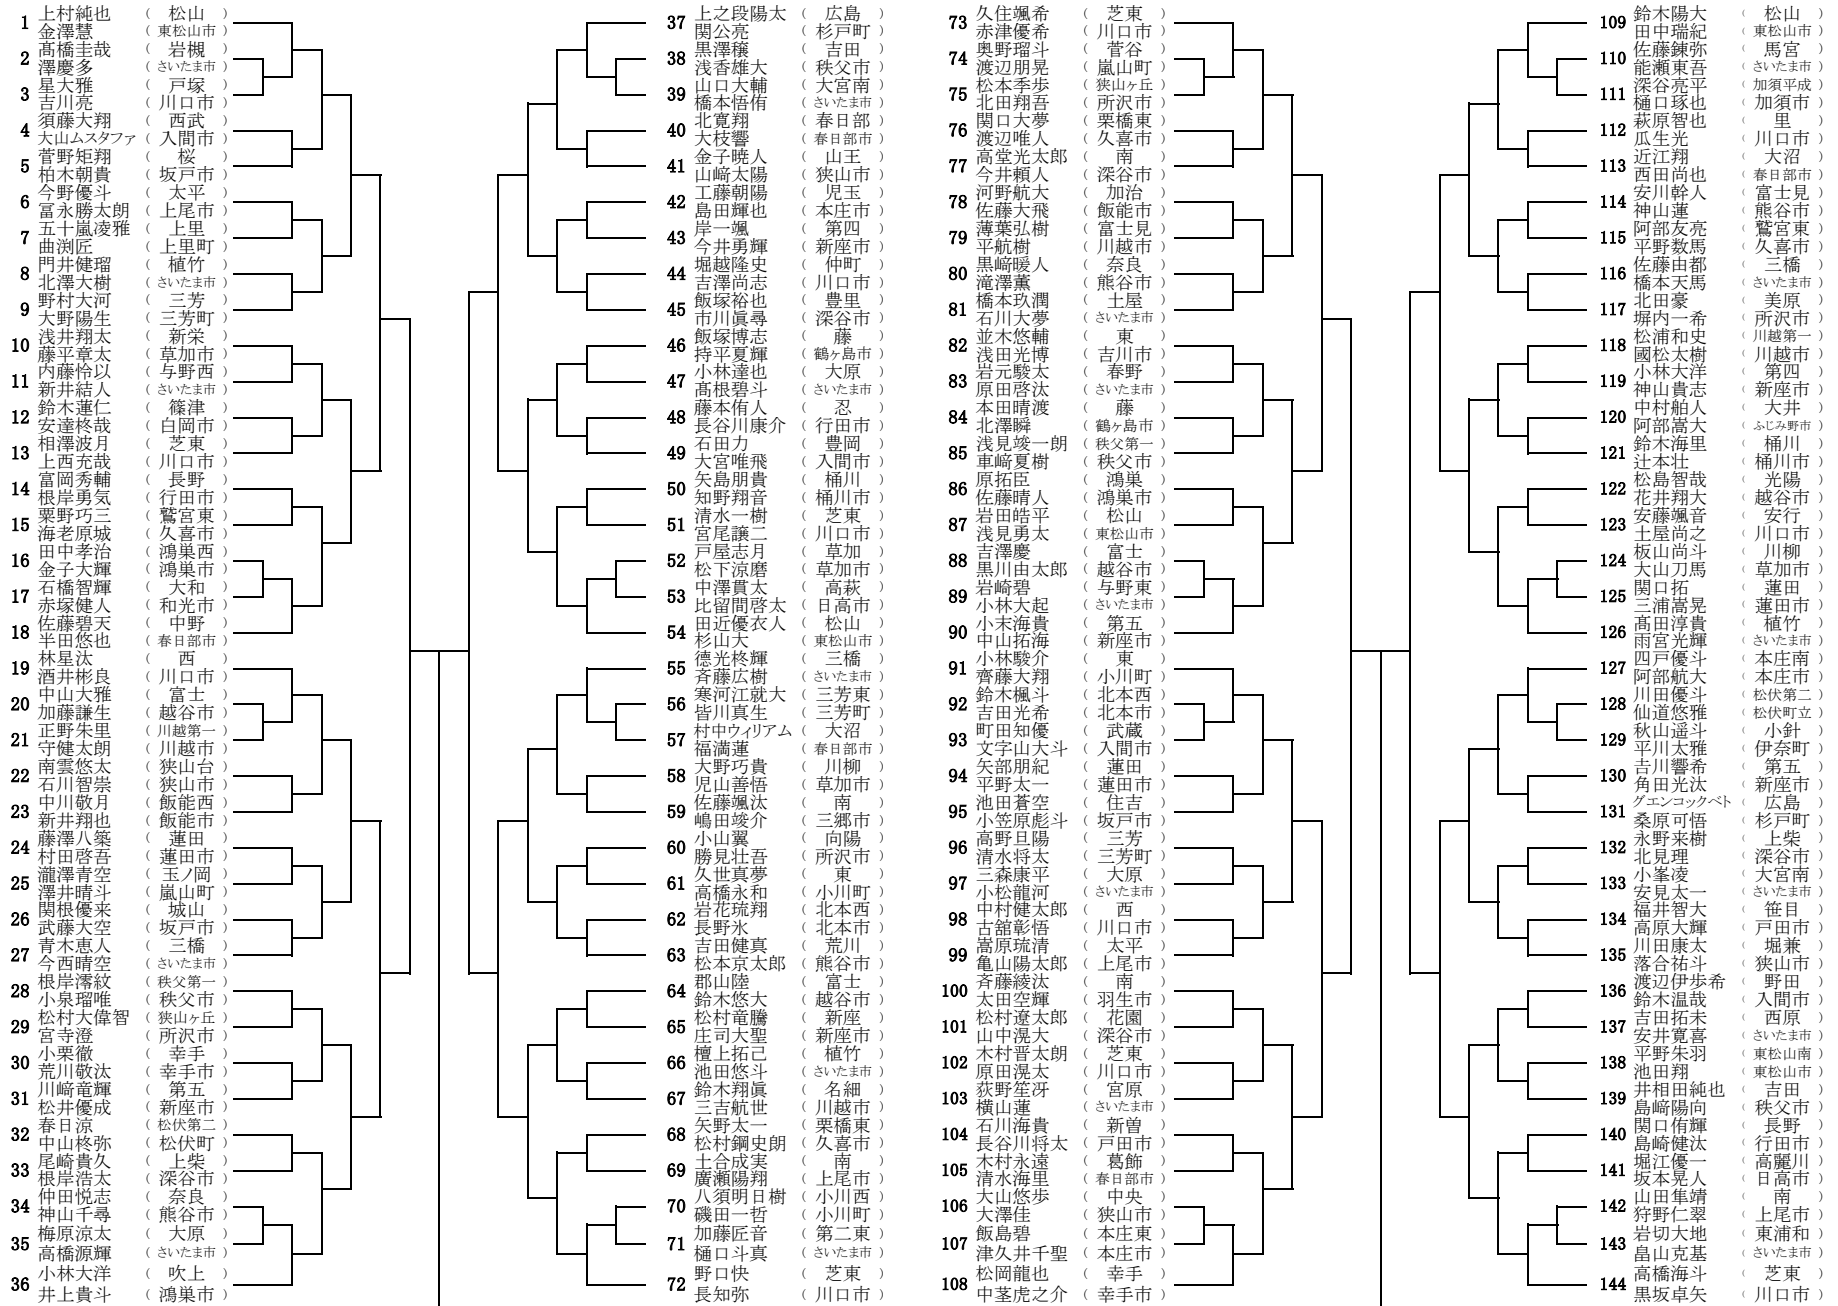 1 上村純也 （ 松山 ）
金澤慧 （ 東松山市 ）
2 髙橋圭哉 （ 岩槻 ）
澤慶多 （ さいたま市 ）
3 星大雅 （ 戸塚 ）
吉川亮 （ 川口市 ）
4 須藤大翔 （ 西武 ）
大山ムスタファ （ 入間市 ）
5 菅野矩翔 （ 桜 ）
柏木朝貴 （ 坂戸市 ）
6 今野優斗 （ 太平 ）
冨永勝太朗 （ 上尾市 ）
7 五十嵐凌雅 （ 上里 ）
曲渕匠 （ 上里町 ）
8 門井健瑠 （ 植竹 ）
北澤大樹 （ さいたま市 ）
9 野村大河 （ 三芳 ）
大野陽生 （ 三芳町 ）
10 浅井翔太 （ 新栄 ）
藤平章太 （ 草加市 ）
11 内藤怜以 （ 与野西 ）
新井結人 （ さいたま市 ）
12 鈴木蓮仁 （ 篠津 ）
安達柊哉 （ 白岡市 ）
13 相澤波月 （ 芝東 ）
上西充哉 （ 川口市 ）
14 富岡秀輔 （ 長野 ）
根岸勇気 （ 行田市 ）
15 栗野巧三 （ 鷲宮東 ）
海老原城 （ 久喜市 ）
16 田中孝治 （ 鴻巣西 ）
金子大輝 （ 鴻巣市 ）
17 石橋智輝 （ 大和 ）
赤塚健人 （ 和光市 ）
18 佐藤碧天 （ 中野 ）
半田悠也 （ 春日部市 ）
19 林星汰 （ 西 ）
酒井彬良 （ 川口市 ）
20 中山大雅 （ 富士 ）
加藤謙生 （ 越谷市 ）
21 正野朱里 （ 川越第一 ）
守健太朗 （ 川越市 ）
22 南雲悠太 （ 狭山台 ）
石川智崇 （ 狭山市 ）
23 中川敬月 （ 飯能西 ）
新井翔也 （ 飯能市 ）
24 藤澤八築 （ 蓮田 ）
村田啓吾 （ 蓮田市 ）
25 瀧澤青空 （ 玉ノ岡 ）
澤井晴斗 （ 嵐山町 ）
26 関根優来 （ 城山 ）
武藤大空 （ 坂戸市 ）
27 青木恵人 （ 三橋 ）
今西晴空 （ さいたま市 ）
28 根岸澪紋 （ 秩父第一 ）
小泉瑠唯 （ 秩父市 ）
29 松村大偉智 （ 狭山ヶ丘 ）
宮寺澄 （ 所沢市 ）
30 小栗徹 （ 幸手 ）
荒川敬汰 （ 幸手市 ）
31 川﨑竜輝 （ 第五 ）
松井優成 （ 新座市 ）
32 春日涼 （ 松伏第二 ）
中山柊弥 （ 松伏町 ）
33 尾崎貴久 （ 上柴 ）
根岸浩太 （ 深谷市 ）
34 仲田悦志 （ 奈良 ）
神山千尋 （ 熊谷市 ）
35 梅原涼太 （ 大原 ）
高橋源輝 （ さいたま市 ）
36 小林大洋 （ 吹上 ）
井上貴斗 （ 鴻巣市 ）
37 上之段陽太 （ 広島 ）
関公亮 （ 杉戸町 ）
38 黒澤穣 （ 吉田 ）
浅香雄大 （ 秩父市 ）
39 山口大輔 （ 大宮南 ）
橋本悟侑 （ さいたま市 ）
40 北寛翔 （ 春日部 ）
大枝響 （ 春日部市 ）
41 金子暁人 （ 山王 ）
山﨑太陽 （ 狭山市 ）
42 工藤朝陽 （ 児玉 ）
島田輝也 （ 本庄市 ）
43 岸一颯 （ 第四 ）
今井勇輝 （ 新座市 ）
44 堀越隆史 （ 仲町 ）
吉澤尚志 （ 川口市 ）
45 飯塚裕也 （ 豊里 ）
市川眞尋 （ 深谷市 ）
46 飯塚博志 （ 藤 ）
持平夏輝 （ 鶴ヶ島市 ）
47 小林達也 （ 大原 ）
髙根碧斗 （ さいたま市 ）
48 藤本侑人 （ 忍 ）
長谷川康介 （ 行田市 ）
49 石田力 （ 豊岡 ）
大宮唯飛 （ 入間市 ）
50 矢島朋貴 （ 桶川 ）
知野翔音 （ 桶川市 ）
51 清水一樹 （ 芝東 ）
宮尾譲二 （ 川口市 ）
52 戸屋志月 （ 草加 ）
松下涼磨 （ 草加市 ）
53 中澤貫太 （ 高萩 ）
比留間啓太 （ 日高市 ）
54 田近優衣人 （ 松山 ）
杉山大 （ 東松山市 ）
55 德光柊輝 （ 三橋 ）
斉藤広樹 （ さいたま市 ）
56 寒河江就大 （ 三芳東 ）
皆川真生 （ 三芳町 ）
57 村中ウィリアム （ 大沼 ）
福満蓮 （ 春日部市 ）
58 大野巧貴 （ 川柳 ）
児山善悟 （ 草加市 ）
59 佐藤颯汰 （ 南 ）
嶋田竣介 （ 三郷市 ）
60 小山翼 （ 向陽 ）
勝見壮吾 （ 所沢市 ）
61 久世真夢 （ 東 ）
高橋永和 （ 小川町 ）
62 岩花琉翔 （ 北本西 ）
長野氷 （ 北本市 ）
63 吉田健真 （ 荒川 ）
松本京太郎 （ 熊谷市 ）
64 郡山陸 （ 富士 ）
鈴木悠大 （ 越谷市 ）
65 松村竜騰 （ 新座 ）
庄司大聖 （ 新座市 ）
66 檀上拓己 （ 植竹 ）
池田悠斗 （ さいたま市 ）
67 鈴木翔眞 （ 名細 ）
三吉航世 （ 川越市 ）
68 矢野太一 （ 栗橋東 ）
松村鋼史朗 （ 久喜市 ）
69 土合成実 （ 南 ）
廣瀬陽翔 （ 上尾市 ）
70 八須明日樹 （ 小川西 ）
磯田一哲 （ 小川町 ）
71 加藤匠音 （ 第二東 ）
樋口斗真 （ さいたま市 ）
72 野口快 （ 芝東 ）
長知弥 （ 川口市 ）
73 久住颯希 （ 芝東 ）
赤津優希 （ 川口市 ）
74 奥野瑠斗 （ 菅谷 ）
渡辺朋晃 （ 嵐山町 ）
75 松本季歩 （ 狭山ヶ丘 ）
北田翔吾 （ 所沢市 ）
76 関口大夢 （ 栗橋東 ）
渡辺唯人 （ 久喜市 ）
77 高堂光太郎 （ 南 ）
今井頼人 （ 深谷市 ）
78 河野航大 （ 加治 ）
佐藤大飛 （ 飯能市 ）
79 薄葉弘樹 （ 富士見 ）
平航樹 （ 川越市 ）
80 黒﨑暖人 （ 奈良 ）
滝澤薫 （ 熊谷市 ）
81 橋本玖潤 （ 土屋 ）
石川大夢 （ さいたま市 ）
82 並木悠輔 （ 東 ）
浅田光博 （ 吉川市 ）
83 岩元駿太 （ 春野 ）
原田啓汰 （ さいたま市 ）
84 本田晴渡 （ 藤 ）
北澤瞬 （ 鶴ヶ島市 ）
85 浅見竣一朗 （ 秩父第一 ）
車﨑夏樹 （ 秩父市 ）
86 原拓臣 （ 鴻巣 ）
佐藤晴人 （ 鴻巣市 ）
87 岩田皓平 （ 松山 ）
浅見勇太 （ 東松山市 ）
88 吉澤慶 （ 富士 ）
黒川由太郎 （ 越谷市 ）
89 岩崎碧 （ 与野東 ）
小林大起 （ さいたま市 ）
90 小末海貴 （ 第五 ）
中山拓海 （ 新座市 ）
91 小林駿介 （ 東 ）
齊藤大翔 （ 小川町 ）
92 鈴木楓斗 （ 北本西 ）
吉田光希 （ 北本市 ）
93 町田知優 （ 武蔵 ）
文字山大斗 （ 入間市 ）
94 矢部朋紀 （ 蓮田 ）
平野太一 （ 蓮田市 ）
95 池田蒼空 （ 住吉 ）
小笠原彪斗 （ 坂戸市 ）
96 高野旦陽 （ 三芳 ）
清水将太 （ 三芳町 ）
97 三森康平 （ 大原 ）
小松龍河 （ さいたま市 ）
98 中村健太郎 （ 西 ）
古舘彰悟 （ 川口市 ）
99 嵩原琉清 （ 太平 ）
亀山陽太郎 （ 上尾市 ）
100 斉藤綾汰 （ 南 ）
太田空輝 （ 羽生市 ）
101 松村遼太郎 （ 花園 ）
山中滉大 （ 深谷市 ）
102 木村晋太朗 （ 芝東 ）
原田滉太 （ 川口市 ）
103 荻野笙冴 （ 宮原 ）
横山蓮 （ さいたま市 ）
104 石川海貴 （ 新曽 ）
長谷川将太 （ 戸田市 ）
105 木村永遠 （ 葛飾 ）
清水海里 （ 春日部市 ）
106 大山悠歩 （ 中央 ）
大澤佳 （ 狭山市 ）
107 飯島碧 （ 本庄東 ）
津久井千聖 （ 本庄市 ）
108 松岡龍也 （ 幸手 ）
中茎虎之介 （ 幸手市 ）
109 鈴木陽大 （ 松山 ）
田中瑞紀 （ 東松山市 ）
110 佐藤錬弥 （ 馬宮 ）
能瀬東吾 （ さいたま市 ）
111 深谷亮平 （ 加須平成 ）
樋口琢也 （ 加須市 ）
112 萩原智也 （ 里 ）
瓜生光 （ 川口市 ）
113 近江翔 （ 大沼 ）
西田尚也 （ 春日部市 ）
114 安川幹人 （ 富士見 ）
神山蓮 （ 熊谷市 ）
115 阿部友亮 （ 鷲宮東 ）
平野数馬 （ 久喜市 ）
116 佐藤由都 （ 三橋 ）
橋本天馬 （ さいたま市 ）
117 北田豪 （ 美原 ）
塀内一希 （ 所沢市 ）
118 松浦和史 （ 川越第一 ）
國松太樹 （ 川越市 ）
119 小林大洋 （ 第四 ）
神山貴志 （ 新座市 ）
120 中村舶人 （ 大井 ）
阿部嵩大 （ ふじみ野市 ）
121 鈴木海里 （ 桶川 ）
辻本壮 （ 桶川市 ）
122 松島智哉 （ 光陽 ）
花井翔大 （ 越谷市 ）
123 安藤颯音 （ 安行 ）
土屋尚之 （ 川口市 ）
124 板山尚斗 （ 川柳 ）
大山刀馬 （ 草加市 ）
125 関口拓 （ 蓮田 ）
三浦嵩晃 （ 蓮田市 ）
126 髙田淳貴 （ 植竹 ）
雨宮光輝 （ さいたま市 ）
127 四戸優斗 （ 本庄南 ）
阿部航大 （ 本庄市 ）
128 川田優斗 （ 松伏第二 ）
仙道悠雅 （ 松伏町立 ）
129 秋山遥斗 （ 小針 ）
平川太雅 （ 伊奈町 ）
130 吉川響希 （ 第五 ）
角田光汰 （ 新座市 ）
131 グエンコックベト （ 広島 ）
桑原可悟 （ 杉戸町 ）
132 永野来樹 （ 上柴 ）
北見理 （ 深谷市 ）
133 小峯凌 （ 大宮南 ）
安見太一 （ さいたま市 ）
134 福井智大 （ 笹目 ）
高原大輝 （ 戸田市 ）
135 川田康太 （ 堀兼 ）
落合祐斗 （ 狭山市 ）
136 渡辺伊歩希 （ 野田 ）
鈴木温哉 （ 入間市 ）
137 吉田拓未 （ 西原 ）
安井寛喜 （ さいたま市 ）
138 平野朱羽 （ 東松山南 ）
池田翔 （ 東松山市 ）
139 井相田純也 （ 吉田 ）
島﨑陽向 （ 秩父市 ）
140 関口侑輝 （ 長野 ）
島崎健汰 （ 行田市 ）
141 堀江優一 （ 高麗川 ）
坂本晃人 （ 日高市 ）
142 山田隼靖 （ 南 ）
狩野仁翠 （ 上尾市 ）
143 岩切大地 （ 東浦和 ）
畠山克基 （ さいたま市 ）
144 高橋海斗 （ 芝東 ）
黒坂卓矢 （ 川口市 ）